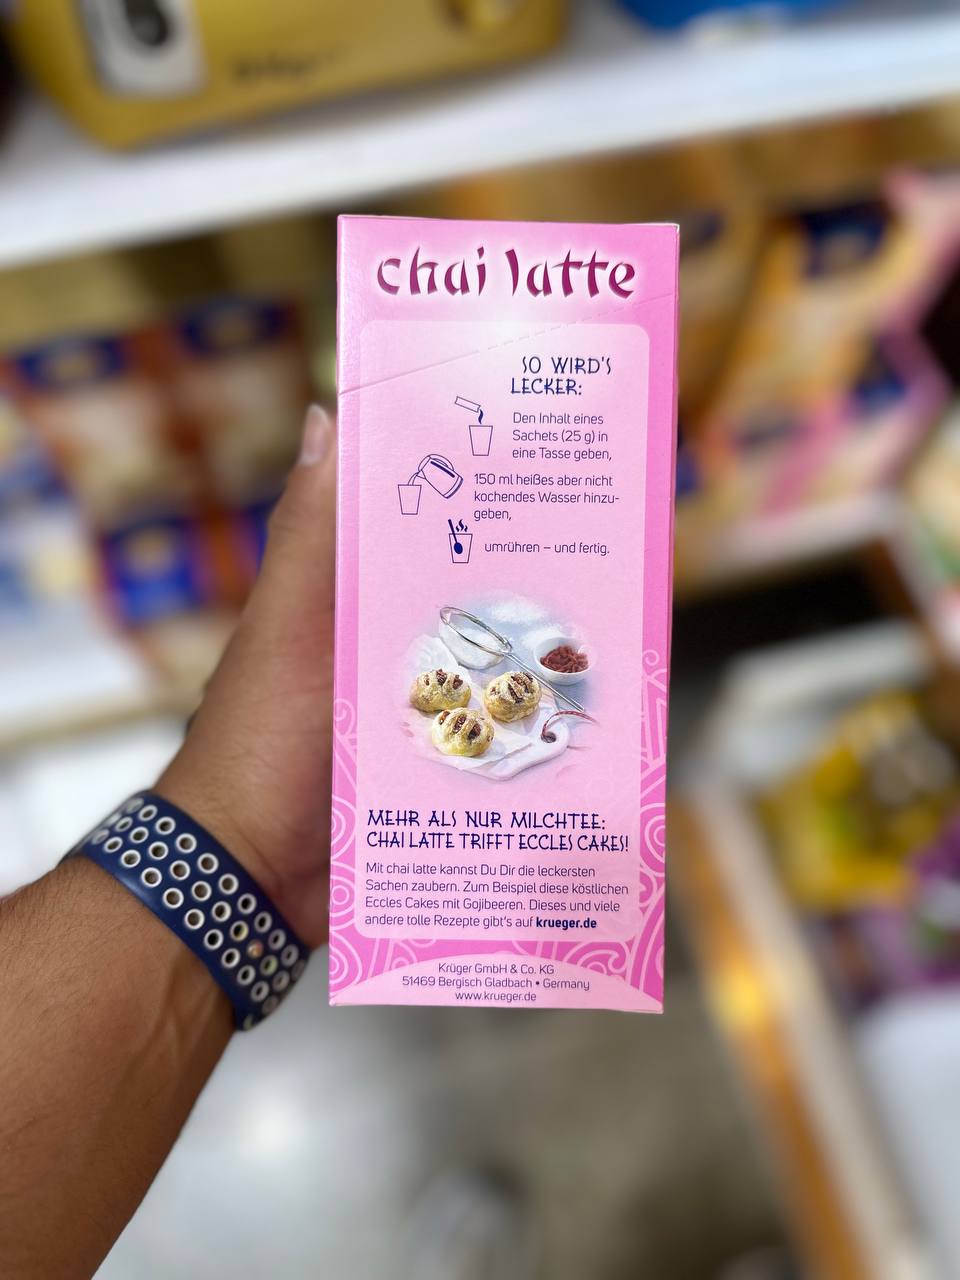 chai latte
SO WIRD'S
LECKER:
Den Inhalt eines
Sachets (25 g) in
eine Tasse geben,
150 ml heißes aber nicht
kochendes Wasser hinzu-
geben,
umrühren – und fertig.
MEHR ALS NUR MILCHTEE:
CHAI LATTE TRIFFT ECCLES CAKES!
Mit chai latte kannst Du Dir die leckersten
Sachen zaubern. Zum Beispiel diese köstlichen
Eccles Cakes mit Gojibeeren. Dieses und viele
andere tolle Rezepte gibt's auf krueger.de
Krüger GmbH & Co. KG
51469 Bergisch Gladbach • Germany
www.krueger.de